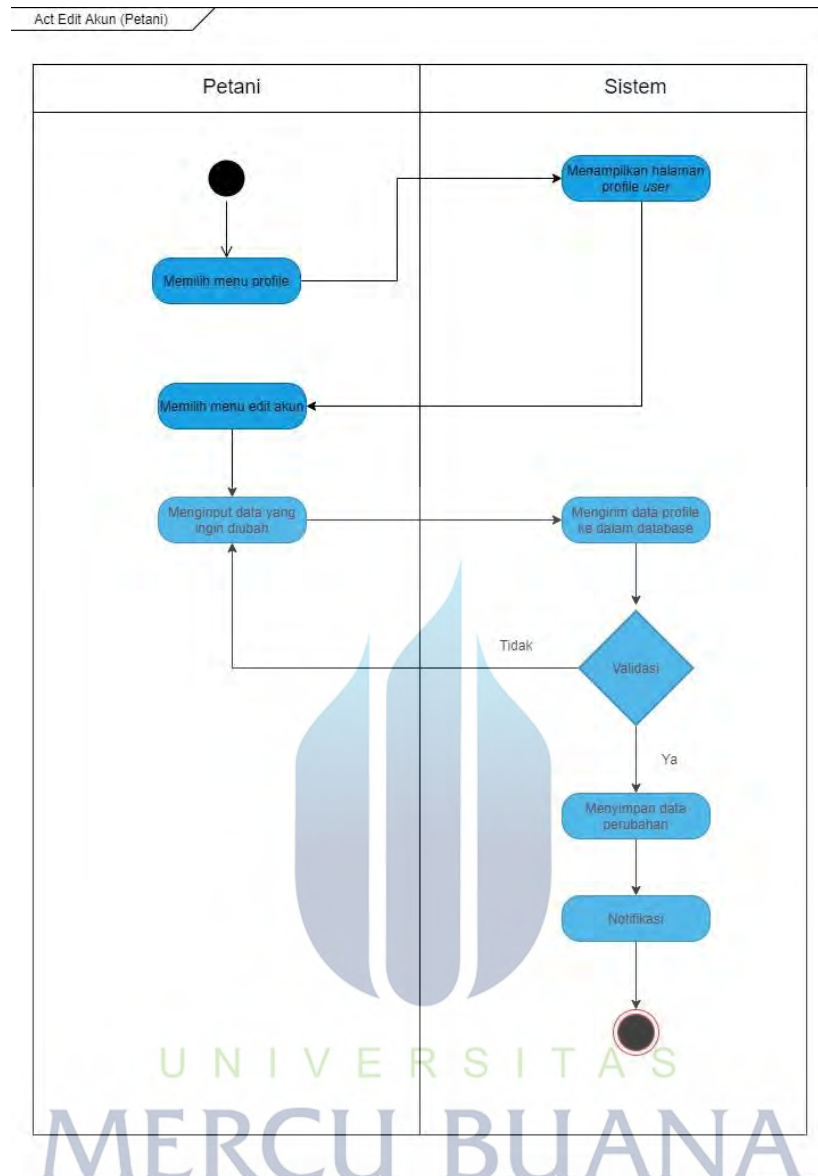 Act Edit Akun (Petani)
Petani
Sistem
Menampilkan halaman
profile user
Memilih menu profile
Memilih menu edit akun
Menginput data yang
ingin diubah
Mengirim data profile
ke dalam database
Tidak
Validasi
Ya
Menyimpan data
perubahan
Notifikasi
UNIVERSITAS
MERCU BUANA